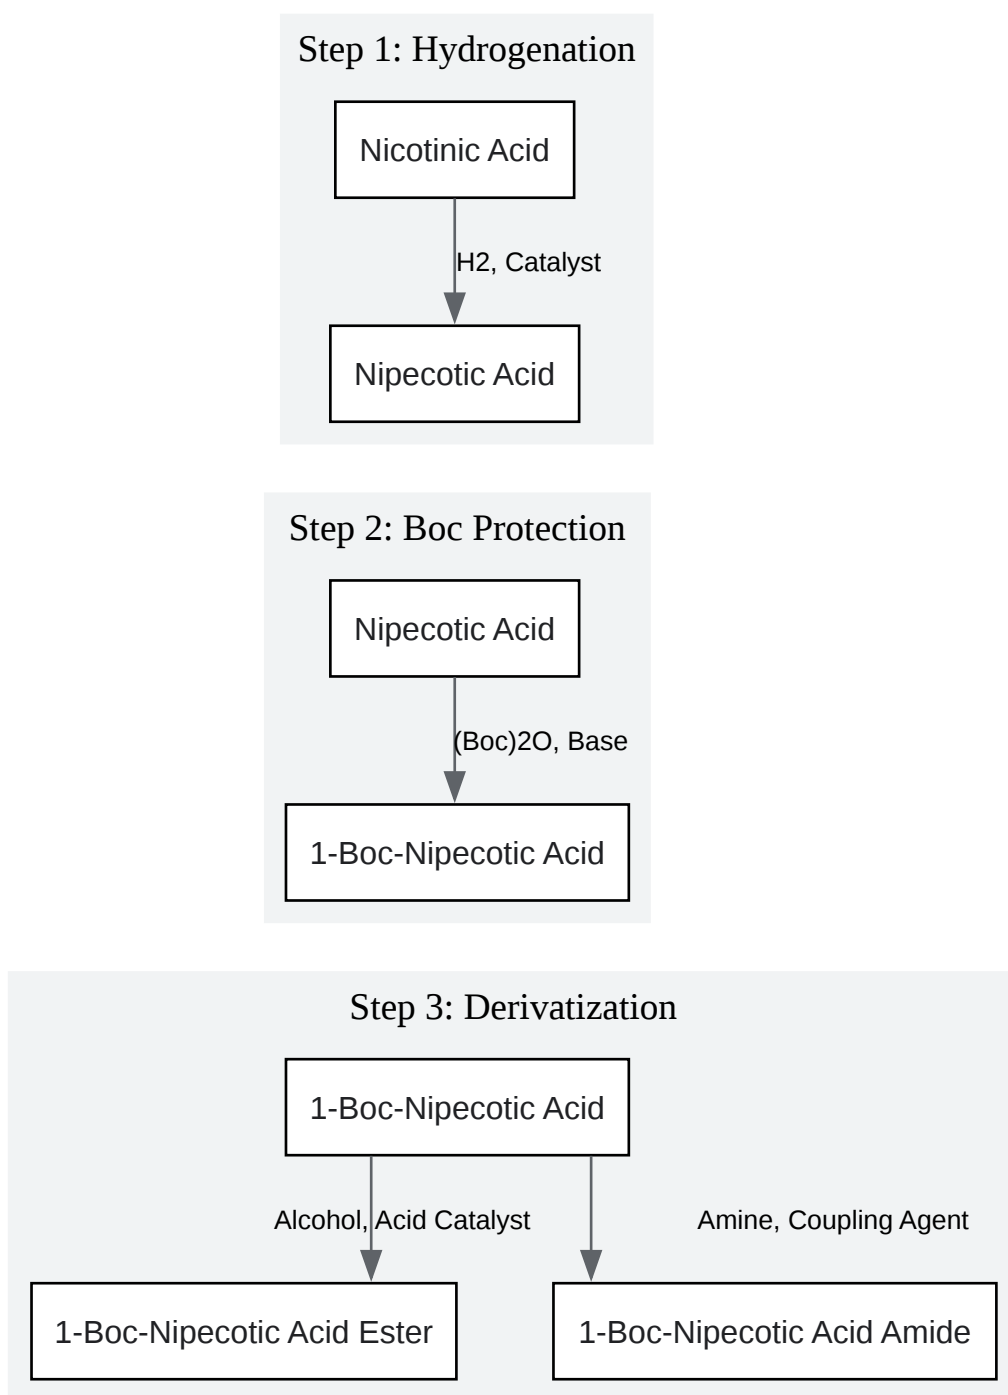 Step 1: Hydrogenation
Nicotinic Acid
H2, Catalyst
Nipecotic Acid
Step 2: Boc Protection
Nipecotic Acid
(Boc)2O, Base
1-Boc-Nipecotic Acid
Step 3: Derivatization
1-Boc-Nipecotic Acid
Alcohol, Acid Catalyst
Amine, Coupling Agent
1-Boc-Nipecotic Acid Ester
1-Boc-Nipecotic Acid Amide